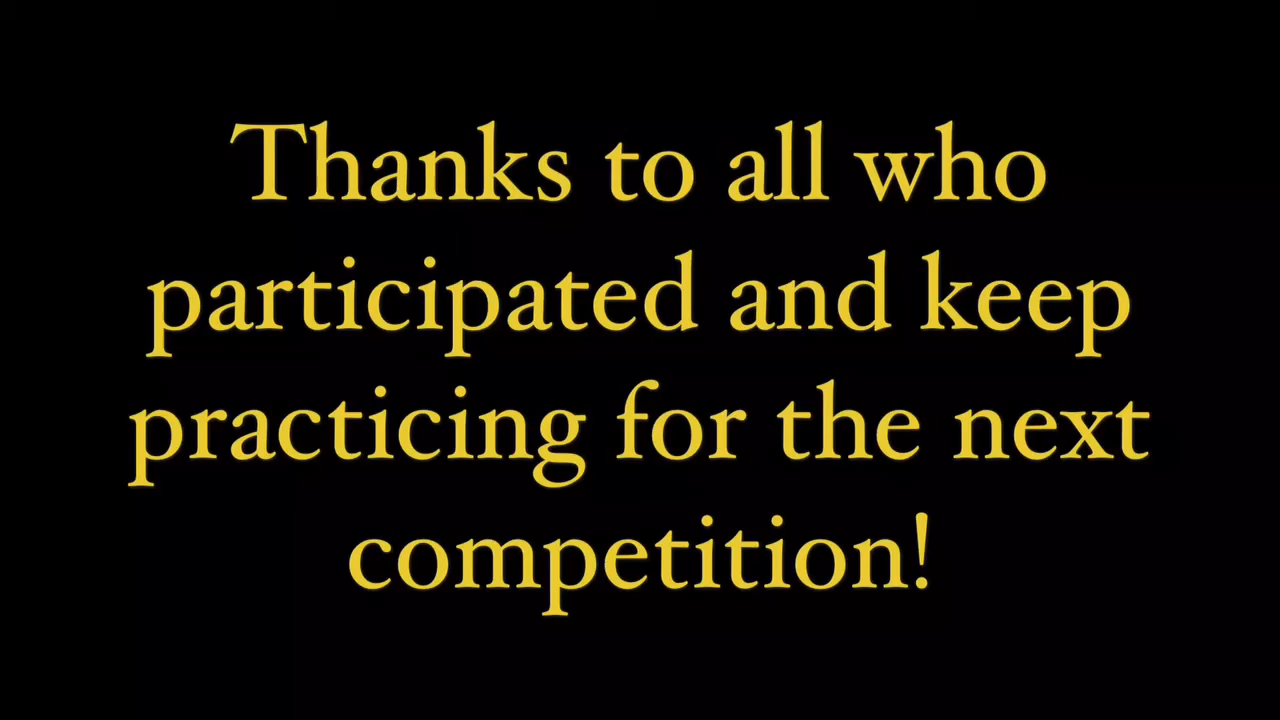 Thanks to all who
participated and keep
practicing for the next
competition!